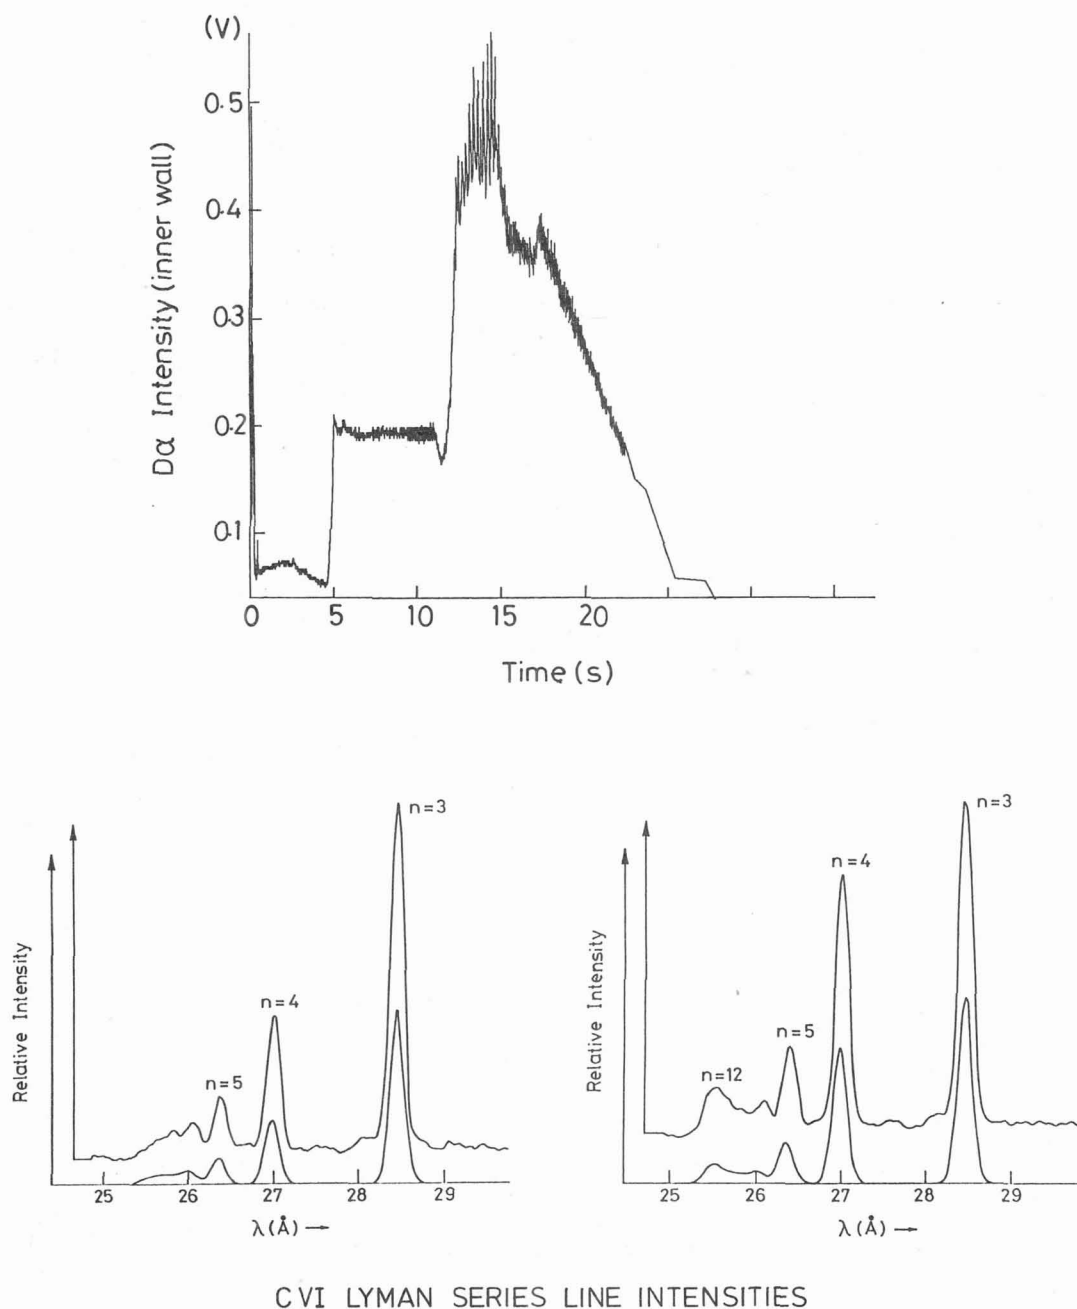 (V)
0·5
0·4
0·3
0·2
0·1
Dα Intensity (inner wall)
0 5 10 15 20
Time (s)
n=3
n=4
n=5
Relative Intensity
25 26 27 28 29
λ(Å) →
n=3
n=4
n=5
n=12
Relative Intensity
25 26 27 28 29
λ(Å) →
CVI LYMAN SERIES LINE INTENSITIES